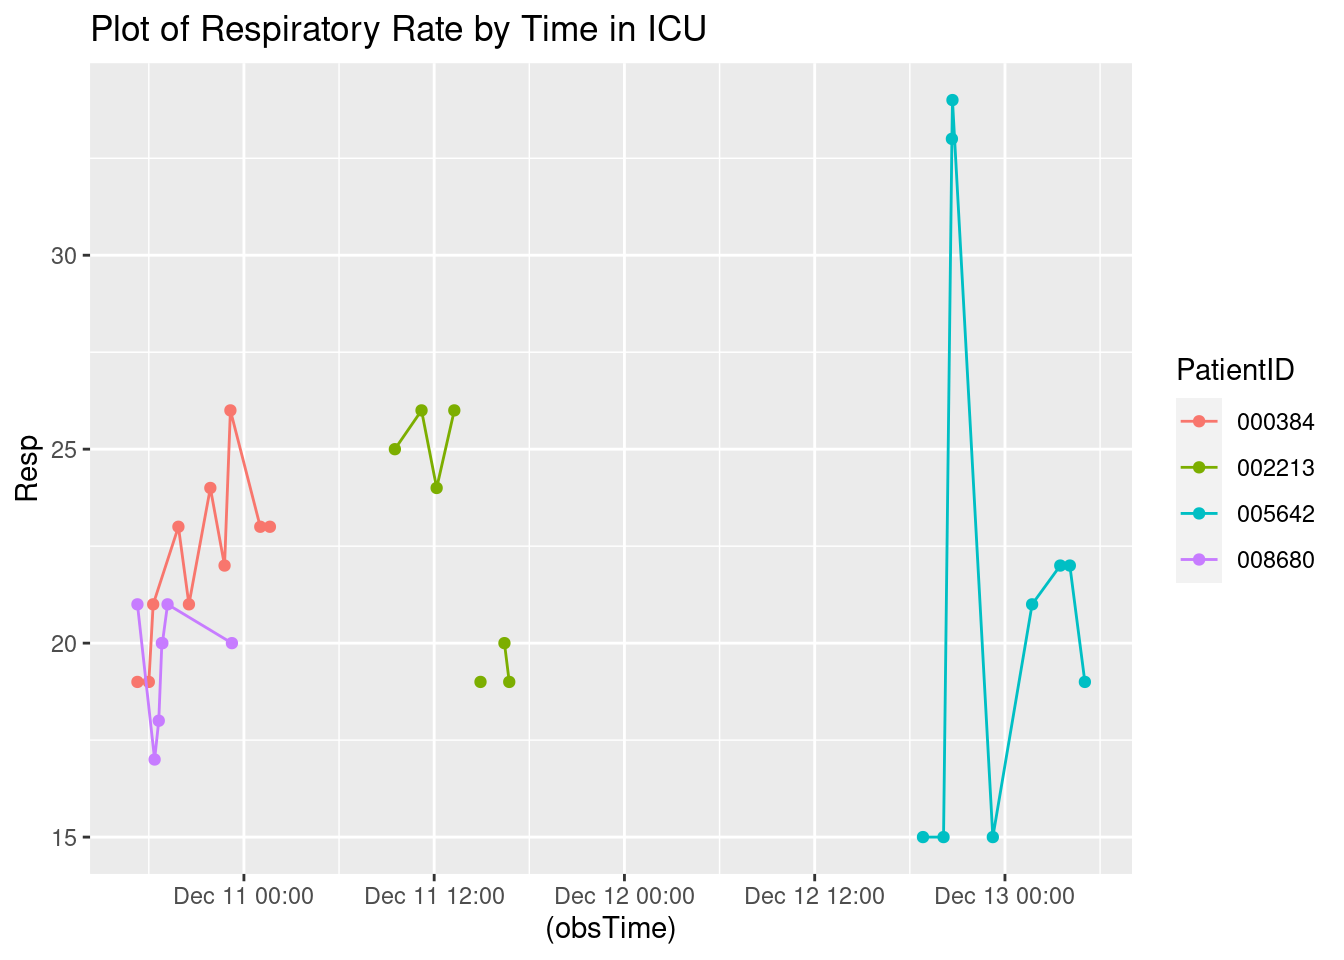 Plot of Respiratory Rate by Time in ICU
30
25
20
15
Resp
Dec 11 00:00
Dec 11 12:00
Dec 12 00:00
Dec 12 12:00
Dec 13 00:00
(obsTime)
PatientID
000384
002213
005642
008680